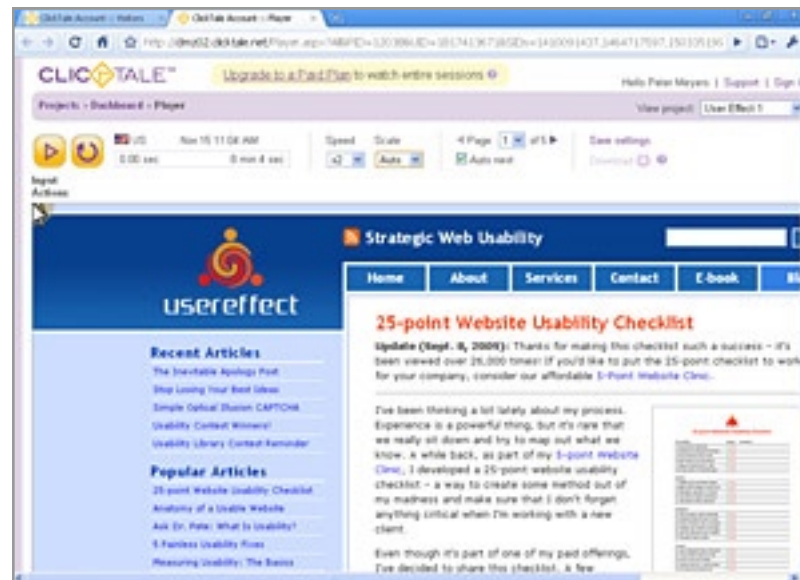 ClickTale Account :: Visitors
ClickTale Account :: Player
CLICKTALE™
Upgrade to a Paid Plan to watch entire sessions
Hello Peter Meyers | Support | Sign
Projects › Dashboard › Player
View project: User Effect 1
US Nov 15 11:08 AM
0.00 sec 8 min 4 sec
Speed Scale
x2 Auto
Page 1 of 5
Auto next
Save settings
Download
Input
Actions
usereffect
Strategic Web Usability
Home About Services Contact E-book Bl
Recent Articles
The Inevitable Apology Post
Stop Losing Your Best Ideas
Simple Optical Illusion CAPTCHA
Usability Contest Winners!
Usability Library Contest Reminder
Popular Articles
25-point Website Usability Checklist
Anatomy of a Usable Website
Ask Dr. Pete: What Is Usability?
5 Painless Usability Fixes
Measuring Usability: The Basics
25-point Website Usability Checklist
Update (Sept. 8, 2009): Thanks for making this checklist such a success – it's
been viewed over 26,000 times! If you'd like to put the 25-point checklist to work
for your company, consider our affordable 5-Point Website Clinic.
I've been thinking a lot lately about my process.
Experience is a powerful thing, but it's rare that
we really sit down and try to map out what we
know. A while back, as part of my 5-point Website
Clinic, I developed a 25-point website usability
checklist – a way to create some method out of
my madness and make sure that I don't forget
anything critical when I'm working with a new
client.
Even though it's part of one of my paid offerings,
I've decided to share this checklist. A few